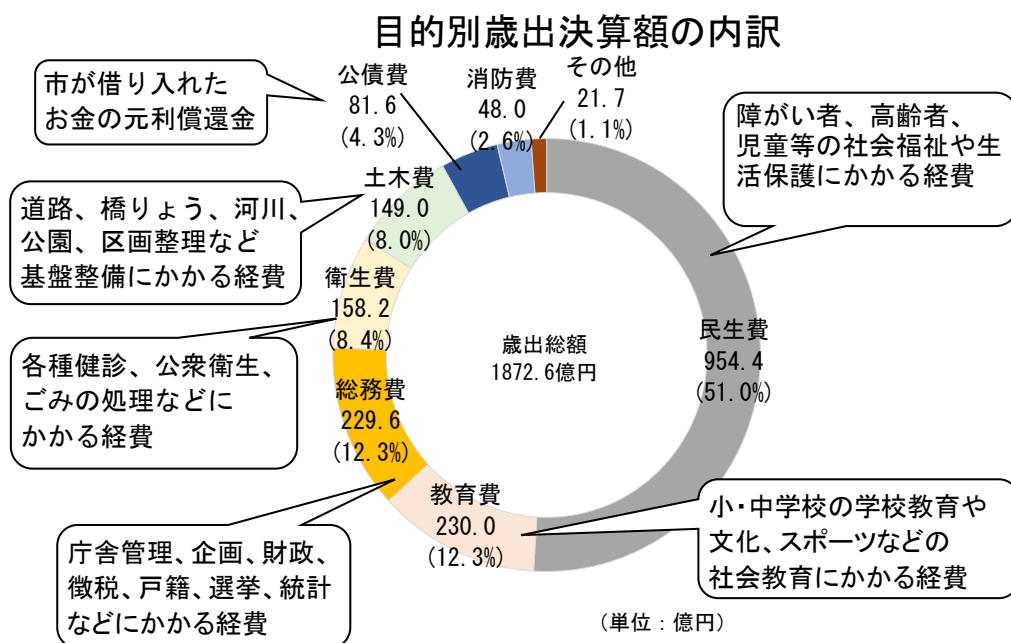 目的別歳出決算額の内訳
市が借り入れた
お金の元利償還金
公債費
81.6
(4.3%)
消防費
48.0
(2.6%)
その他
21.7
(1.1%)
障がい者、高齢者、
児童等の社会福祉や生
活保護にかかる経費
道路、橋りょう、河川、
公園、区画整理など
基盤整備にかかる経費
土木費
149.0
(8.0%)
衛生費
158.2
(8.4%)
各種健診、公衆衛生、
ごみの処理などに
かかる経費
歳出総額
1872.6億円
民生費
954.4
(51.0%)
総務費
229.6
(12.3%)
教育費
230.0
(12.3%)
小・中学校の学校教育や
文化、スポーツなどの
社会教育にかかる経費
庁舎管理、企画、財政、
徴税、戸籍、選挙、統計
などにかかる経費
（単位：億円）